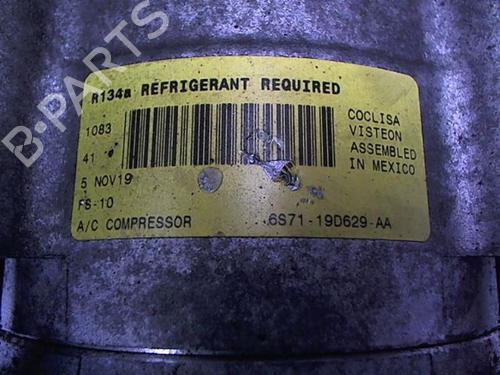 B-PARTS
R134a REFRIGERANT REQUIRED
1083
41
5 NOV19
FS-10
A/C COMPRESSOR
COCLISA
VISTEON
ASSEMBLED
IN MEXICO
6S71-19D629-AA